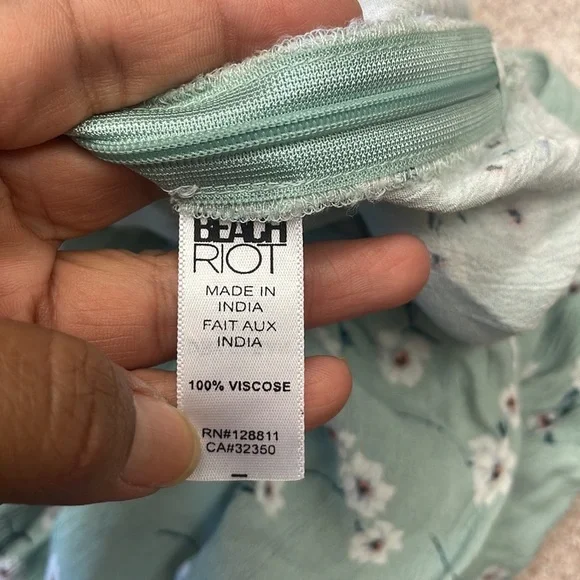 BEACH
RIOT
MADE IN
INDIA
FAIT AUX
INDIA
100% VISCOSE
RN#128811
CA#32350